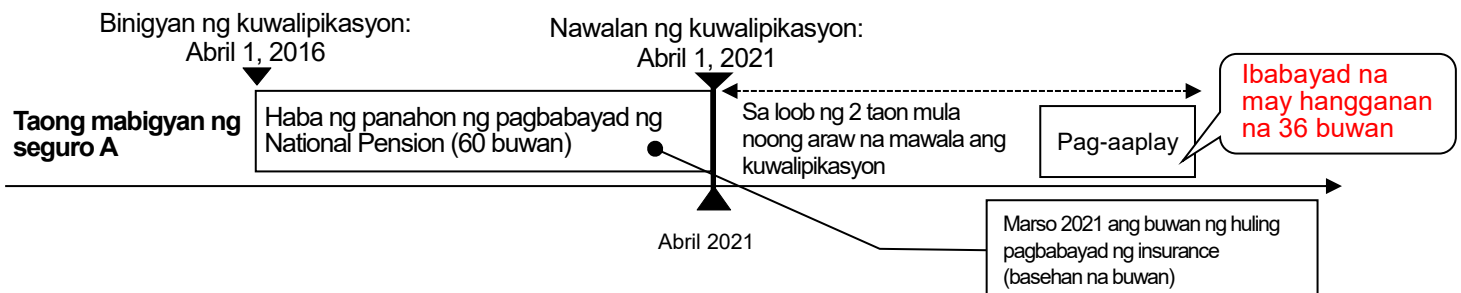 Binigyan ng kuwalipikasyon:
Abril 1, 2016
Nawalan ng kuwalipikasyon:
Abril 1, 2021
Ibabayad na
may hangganan
na 36 buwan
Taong mabigyan ng
seguro A
Haba ng panahon ng pagbabayad ng
National Pension (60 buwan)
Sa loob ng 2 taon mula
noong araw na mawala ang
kuwalipikasyon
Pag-aaplay
Abril 2021
Marso 2021 ang buwan ng huling
pagbabayad ng insurance
(basehan na buwan)